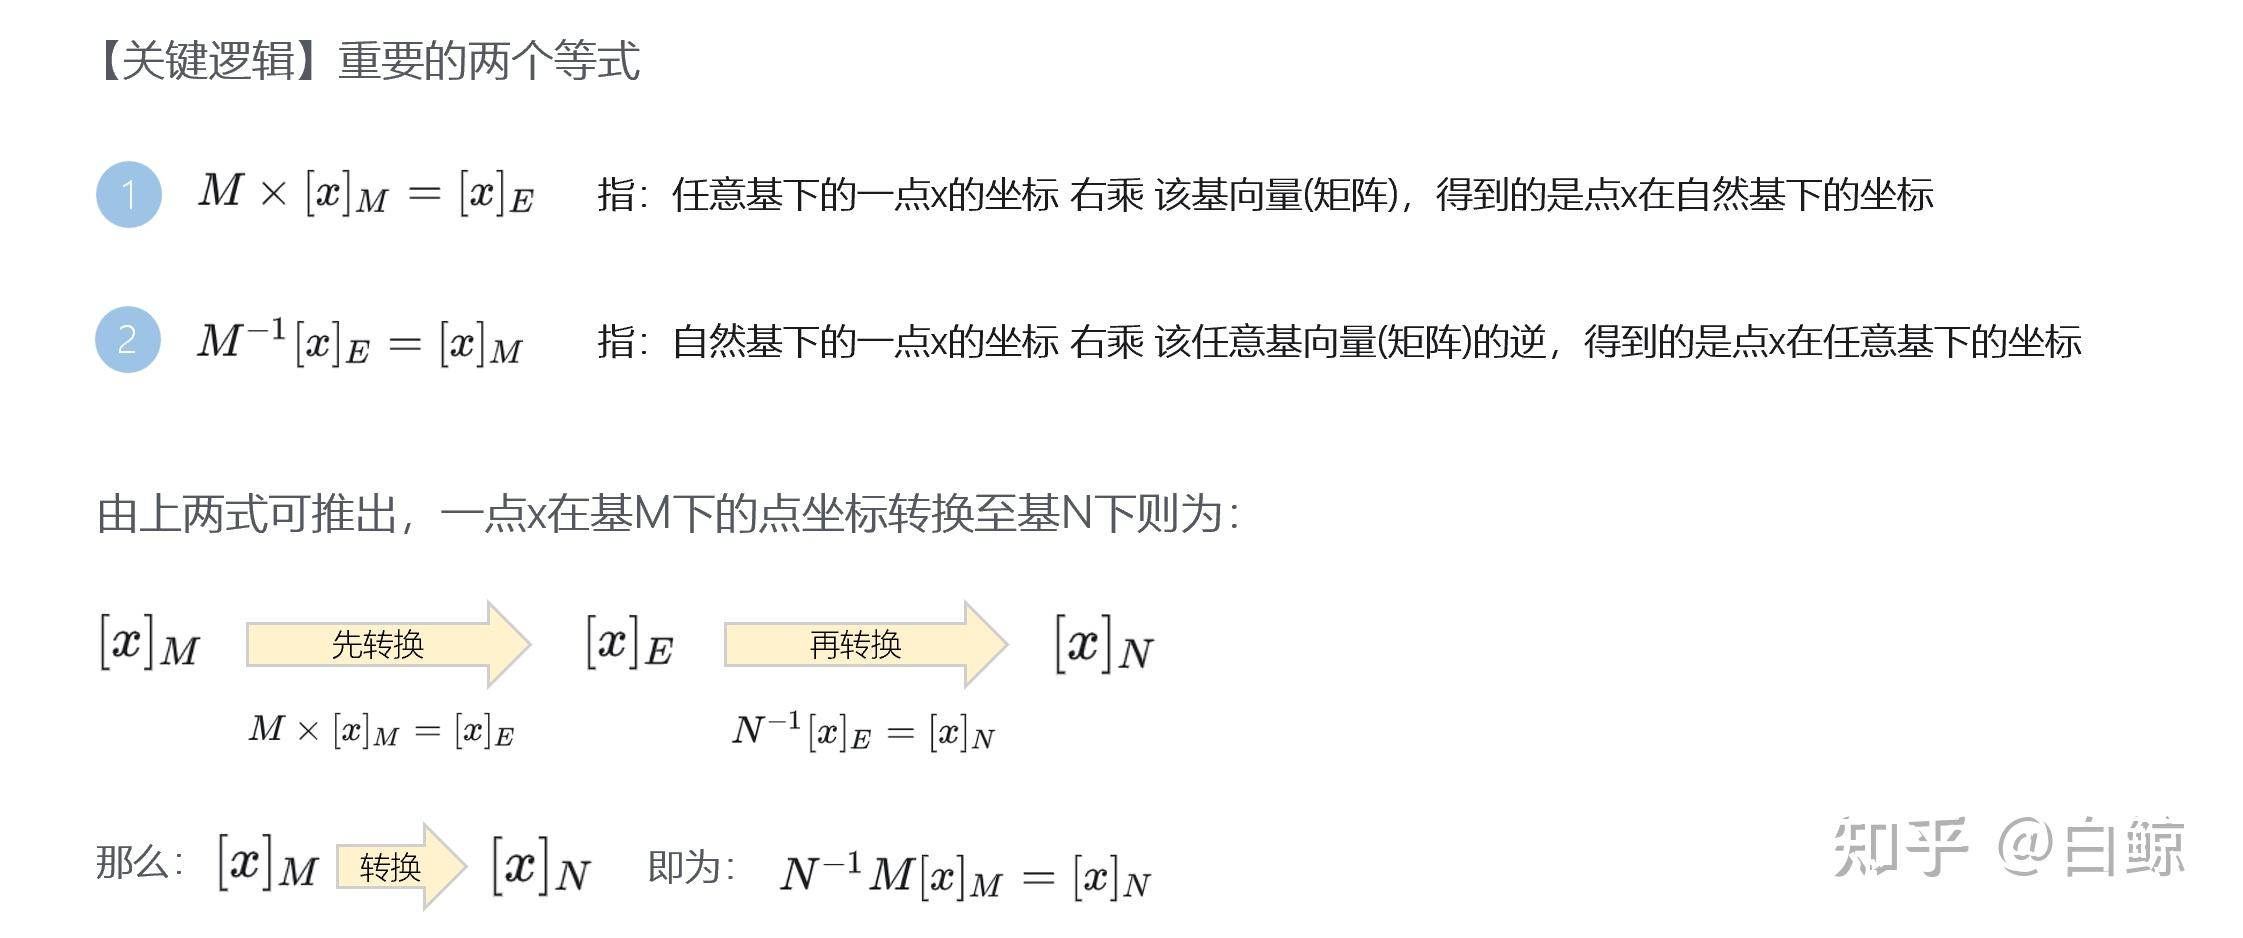 【关键逻辑】重要的两个等式
1 M × [x]_M = [x]_E 指：任意基下的一点x的坐标 右乘 该基向量(矩阵)，得到的是点x在自然基下的坐标
2 M⁻¹[x]_E = [x]_M 指：自然基下的一点x的坐标 右乘 该任意基向量(矩阵)的逆，得到的是点x在任意基下的坐标
由上两式可推出，一点x在基M下的点坐标转换至基N下则为：
[x]_M 先转换 [x]_E 再转换 [x]_N
M × [x]_M = [x]_E N⁻¹[x]_E = [x]_N
那么：[x]_M 转换 [x]_N 即为：N⁻¹M[x]_M = [x]_N
知乎 @白鲸